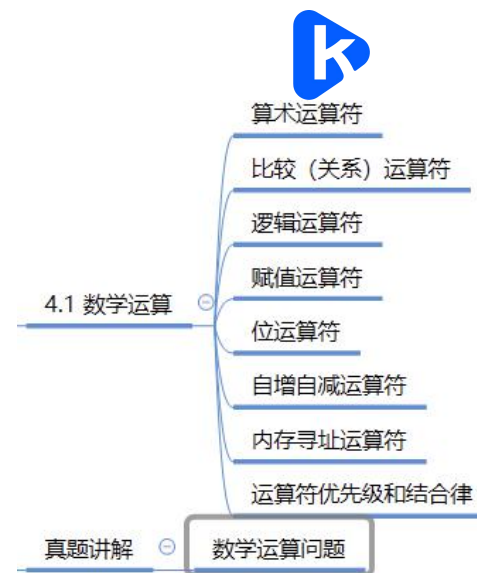 k
算术运算符
比较（关系）运算符
逻辑运算符
赋值运算符
4.1 数学运算
位运算符
自增自减运算符
内存寻址运算符
运算符优先级和结合律
真题讲解
数学运算问题